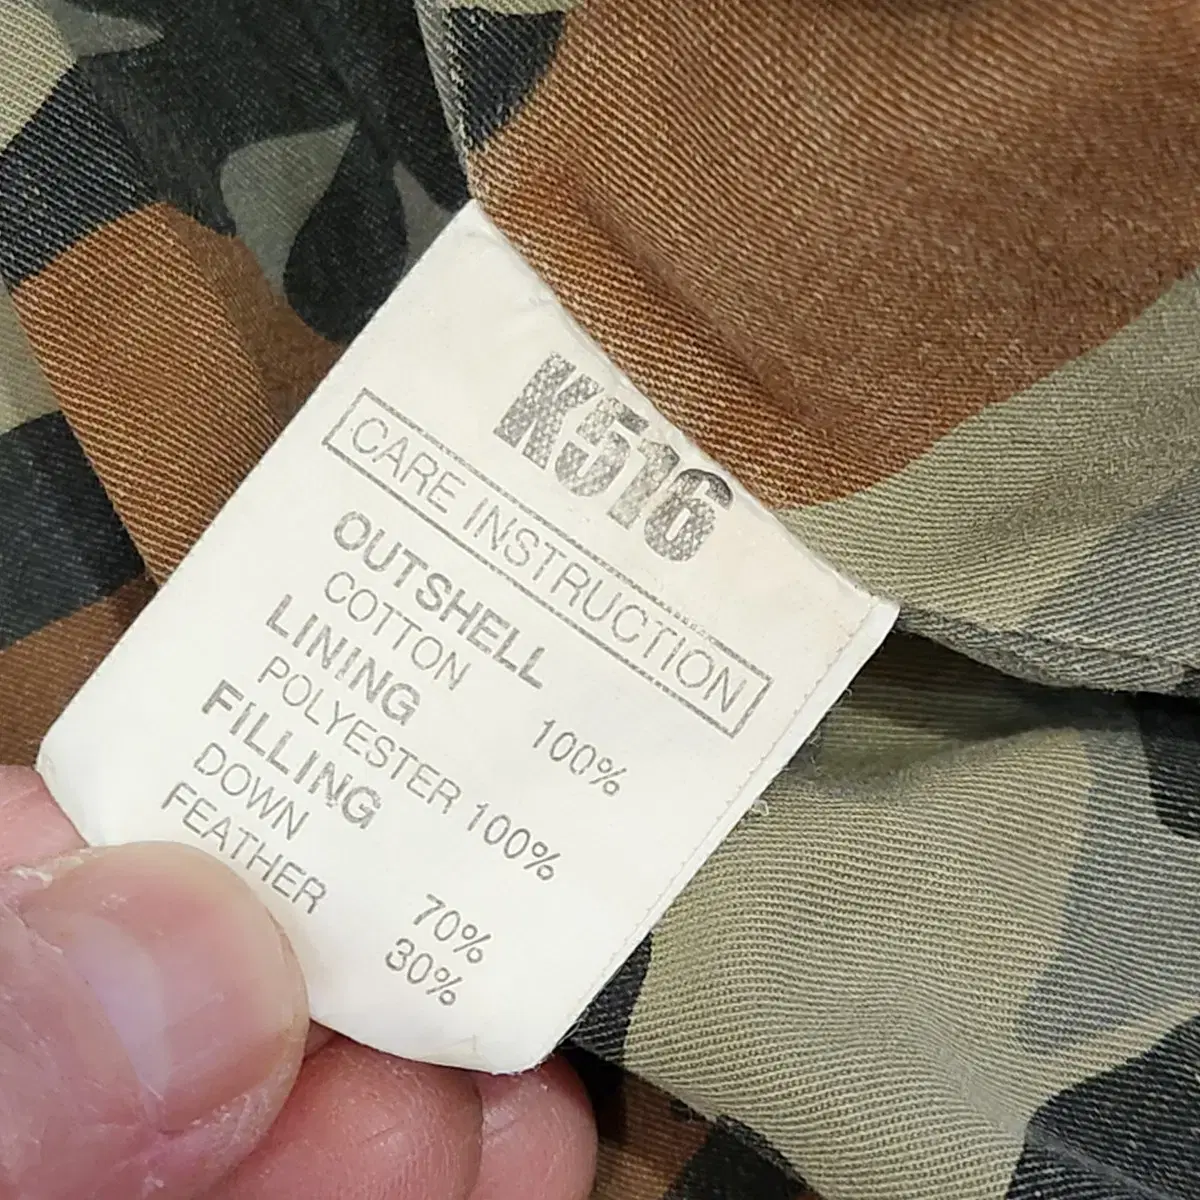 K516
CARE INSTRUCTION
OUTSHELL
COTTON 100%
LINING
POLYESTER 100%
FILLING
DOWN 70%
FEATHER 30%